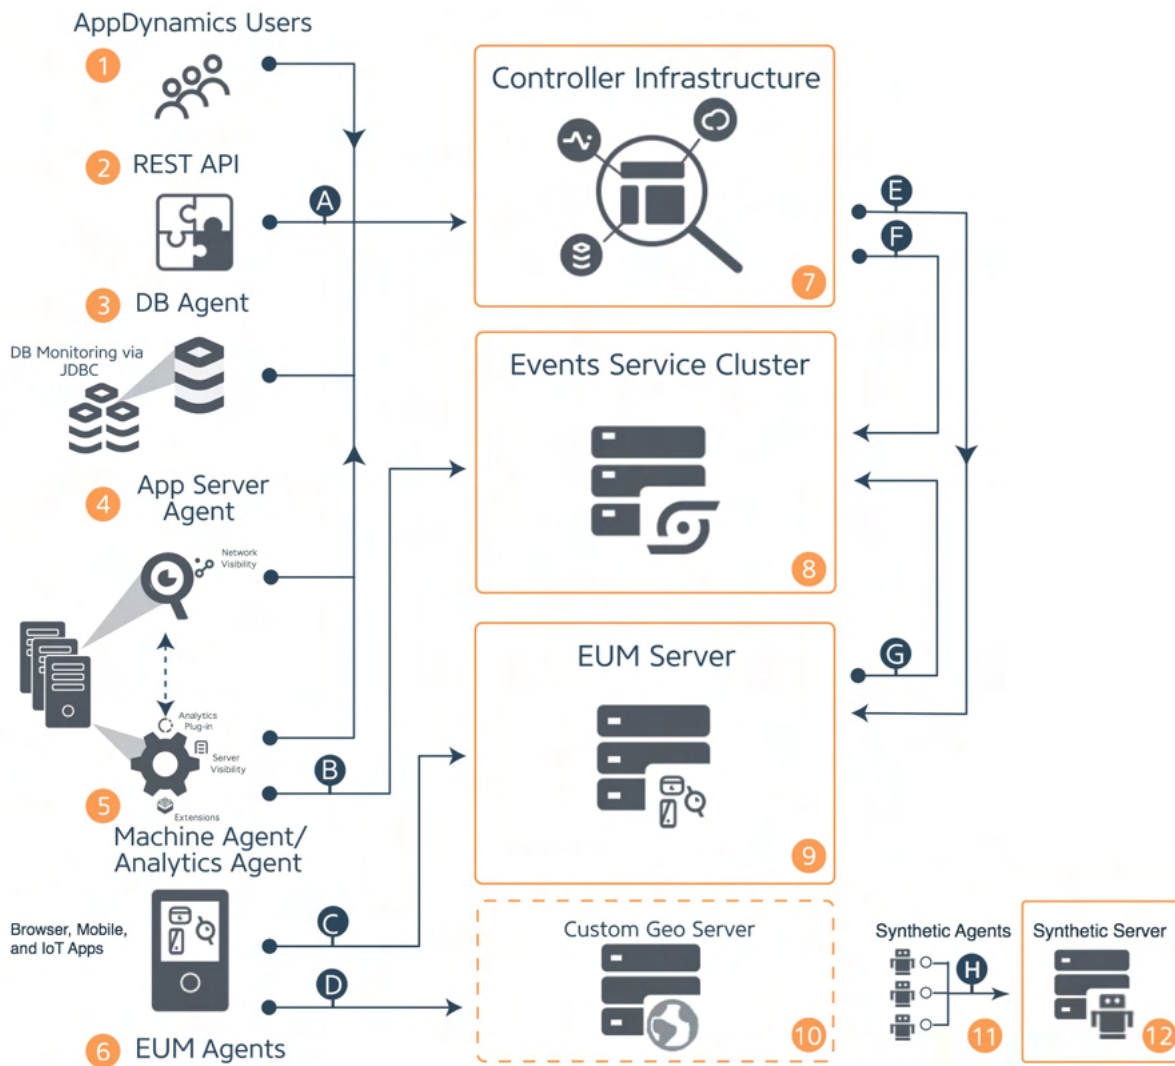 AppDynamics Users
1
2
REST API
A
3
DB Agent
DB Monitoring via
JDBC
4
App Server
Agent
Network
Visibility
Analytics
Plug-in
Server
Visibility
B
5
Extensions
Machine Agent/
Analytics Agent
Browser, Mobile,
and IoT Apps
C
D
6
EUM Agents
Controller Infrastructure
7
E
F
Events Service Cluster
8
EUM Server
G
9
Custom Geo Server
10
Synthetic Agents
H
11
Synthetic Server
12